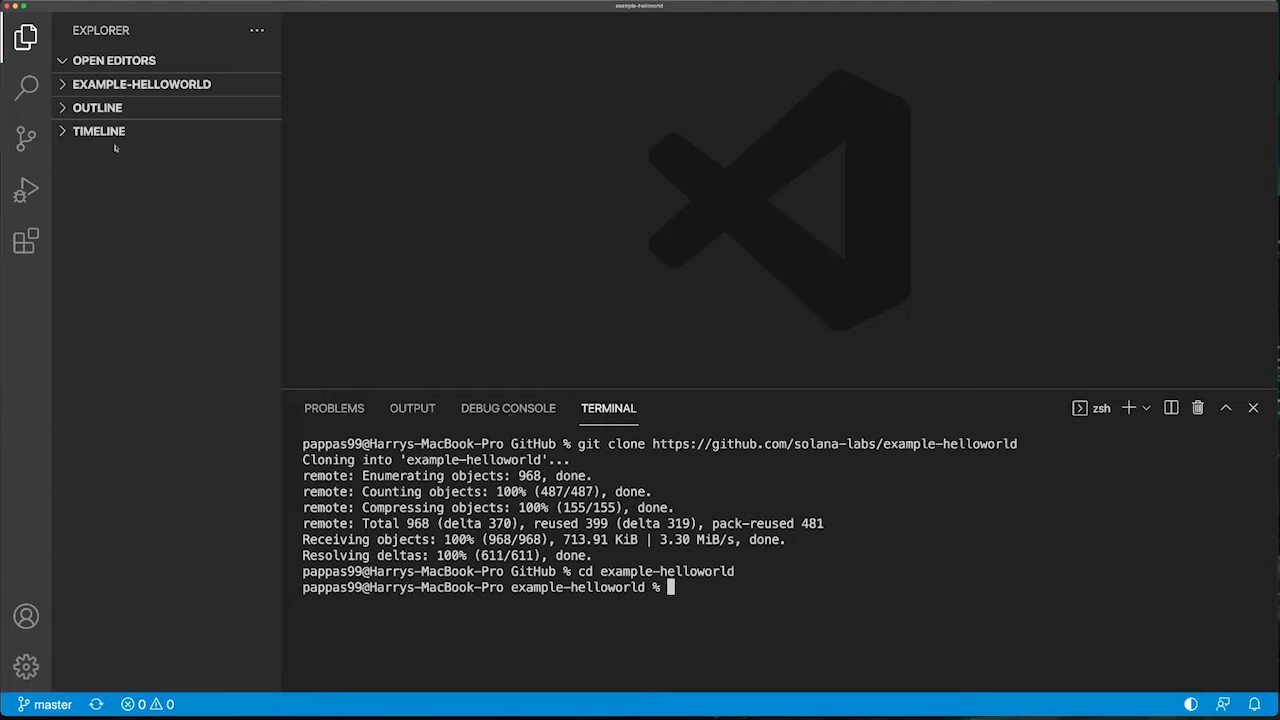 example-helloworld
EXPLORER
OPEN EDITORS
EXAMPLE-HELLOWORLD
OUTLINE
TIMELINE
PROBLEMS OUTPUT DEBUG CONSOLE TERMINAL zsh
pappas99@Harrys-MacBook-Pro GitHub % git clone https://github.com/solana-labs/example-helloworld
Cloning into 'example-helloworld'...
remote: Enumerating objects: 968, done.
remote: Counting objects: 100% (487/487), done.
remote: Compressing objects: 100% (155/155), done.
remote: Total 968 (delta 370), reused 399 (delta 319), pack-reused 481
Receiving objects: 100% (968/968), 713.91 KiB | 3.30 MiB/s, done.
Resolving deltas: 100% (611/611), done.
pappas99@Harrys-MacBook-Pro GitHub % cd example-helloworld
pappas99@Harrys-MacBook-Pro example-helloworld %
master 0 0